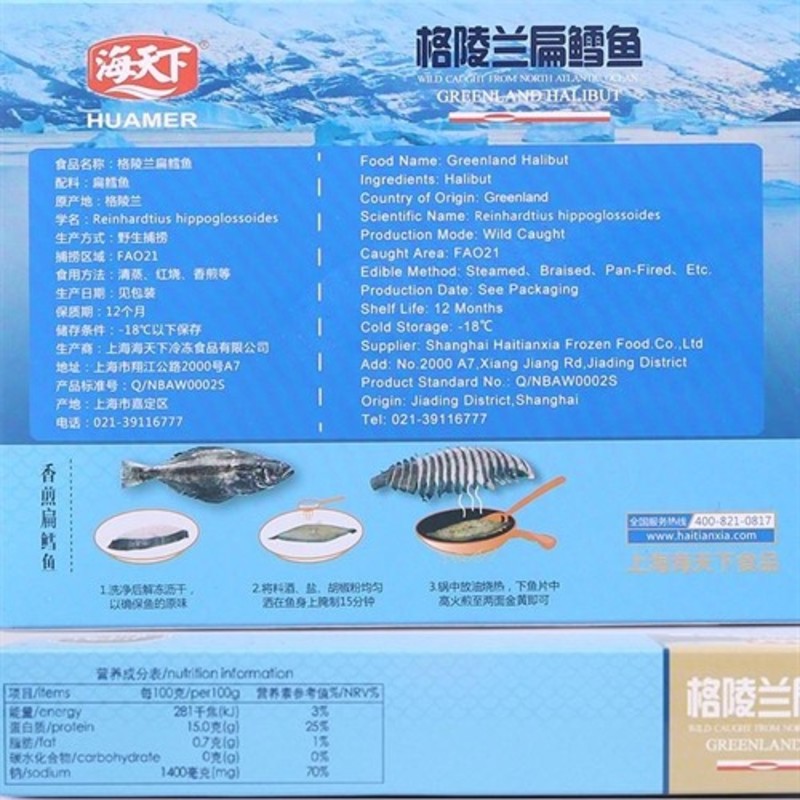 海天下®
HUAMER
格陵兰扁鳕鱼
WILD CAUGHT FROM NORTH ATLANTIC OCEAN
GREENLAND HALIBUT
食品名称：格陵兰扁鳕鱼
配料：扁鳕鱼
原产地：格陵兰
学名：Reinhardtius hippoglossoides
生产方式：野生捕捞
捕捞区域：FAO21
食用方法：清蒸、红烧、香煎等
生产日期：见包装
保质期：12个月
储存条件：-18℃以下保存
生产商：上海海天下冷冻食品有限公司
地址：上海市翔江公路2000号A7
产品标准号：Q/NBAW0002S
产地：上海市嘉定区
电话：021-39116777
Food Name: Greenland Halibut
Ingredients: Halibut
Country of Origin: Greenland
Scientific Name: Reinhardtius hippoglossoides
Production Mode: Wild Caught
Caught Area: FAO21
Edible Method: Steamed、Braised、Pan-Fired、Etc.
Production Date: See Packaging
Shelf Life: 12 Months
Cold Storage: -18℃
Supplier: Shanghai Haitianxia Frozen Food.Co.,Ltd
Add: No.2000 A7,Xiang Jiang Rd,Jiading District
Product Standard No.: Q/NBAW0002S
Origin: Jiading District,Shanghai
Tel: 021-39116777
香煎扁鳕鱼
1.洗净后解冻沥干，
以确保鱼的原味
2.将料酒、盐、胡椒粉均匀
洒在鱼身上腌制15分钟
3.锅中放油烧热，下鱼片中
高火煎至两面金黄即可
全国服务热线 400-821-0817
www.haitianxia.com
上海海天下食品
营养成分表/nutrition information
项目/Items 每100克/per100g 营养素参考值%/NRV%
能量/energy 281千焦(kJ) 3%
蛋白质/protein 15.0克(g) 25%
脂肪/fat 0.7克(g) 1%
碳水化合物/carbohydrate 0克(g) 0%
钠/sodium 1400毫克(mg) 70%
格陵兰
WILD CAUGHT FROM NOR
GREENLAND